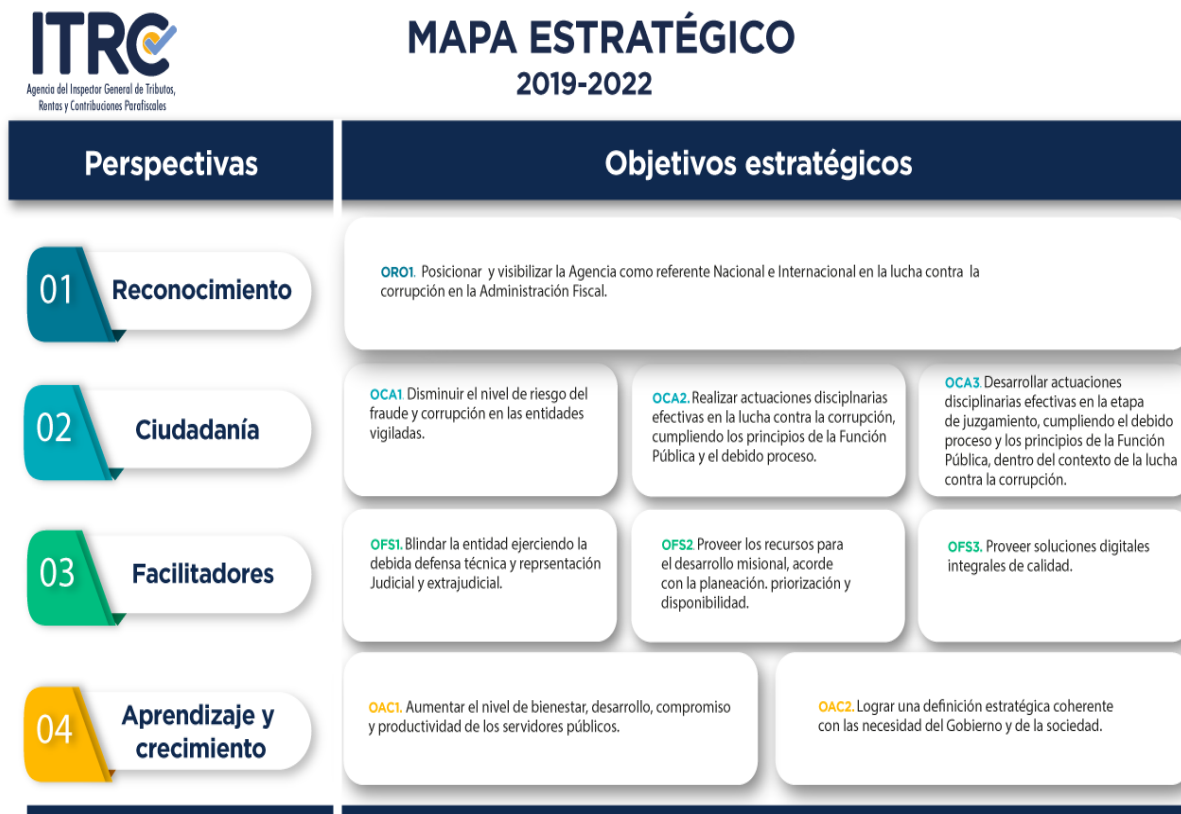 ITRC
Agencia del Inspector General de Tributos,
Rentas y Contribuciones Parafiscales
MAPA ESTRATÉGICO
2019-2022
Perspectivas
Objetivos estratégicos
01
Reconocimiento
ORO1. Posicionar y visibilizar la Agencia como referente Nacional e Internacional en la lucha contra la
corrupción en la Administración Fiscal.
02
Ciudadanía
OCA1. Disminuir el nivel de riesgo del
fraude y corrupción en las entidades
vigiladas.
OCA2. Realizar actuaciones disciplnarias
efectivas en la lucha contra la corrupción,
cumpliendo los principios de la Función
Pública y el debido proceso.
OCA3. Desarrollar actuaciones
disciplinarias efectivas en la etapa
de juzgamiento, cumpliendo el debido
proceso y los principios de la Función
Pública, dentro del contexto de la lucha
contra la corrupción.
03
Facilitadores
OFS1. Blindar la entidad ejerciendo la
debida defensa técnica y reprsentación
Judicial y extrajudicial.
OFS2. Proveer los recursos para
el desarrollo misional, acorde
con la planeación. priorización y
disponibilidad.
OFS3. Proveer soluciones digitales
integrales de calidad.
04
Aprendizaje y
crecimiento
OAC1. Aumentar el nivel de bienestar, desarrollo, compromiso
y productividad de los servidores públicos.
OAC2. Lograr una definición estratégica coherente
con las necesidad del Gobierno y de la sociedad.